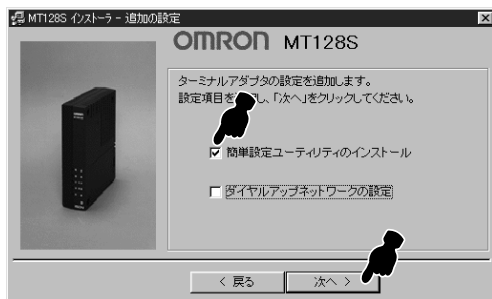 MT128S インストーラ - 追加の設定
OMRON MT128S
ターミナルアダプタの設定を追加します。
設定項目を し、「次へ」をクリックしてください。
簡単設定ユーティリティのインストール
ダイヤルアップネットワークの設定
< 戻る
次へ >